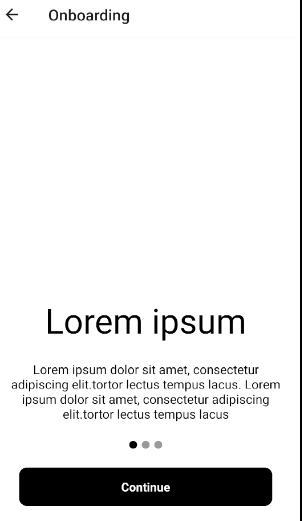 Onboarding
Lorem ipsum
Lorem ipsum dolor sit amet, consectetur
adipiscing elit.tortor lectus tempus lacus. Lorem
ipsum dolor sit amet, consectetur adipiscing
elit.tortor lectus tempus lacus
Continue